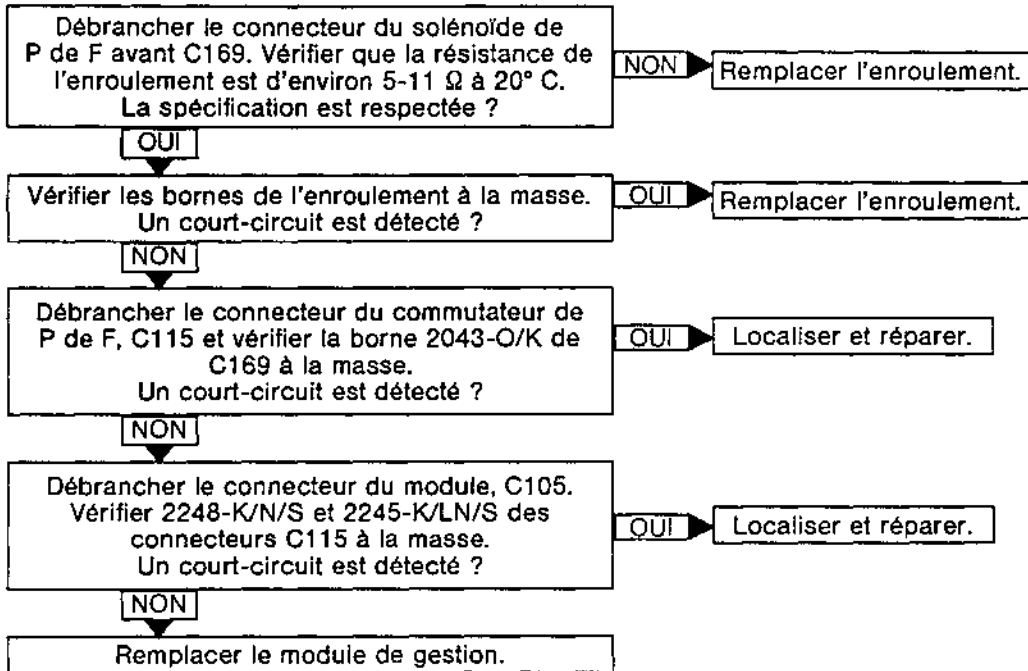 Débrancher le connecteur du solénoïde de
P de F avant C169. Vérifier que la résistance de
l'enroulement est d'environ 5-11 Ω à 20° C.
La spécification est respectée ?
NON
Remplacer l'enroulement.
OUI
Vérifier les bornes de l'enroulement à la masse.
Un court-circuit est détecté ?
OUI
Remplacer l'enroulement.
NON
Débrancher le connecteur du commutateur de
P de F, C115 et vérifier la borne 2043-O/K de
C169 à la masse.
Un court-circuit est détecté ?
OUI
Localiser et réparer.
NON
Débrancher le connecteur du module, C105.
Vérifier 2248-K/N/S et 2245-K/LN/S des
connecteurs C115 à la masse.
Un court-circuit est détecté ?
OUI
Localiser et réparer.
NON
Remplacer le module de gestion.